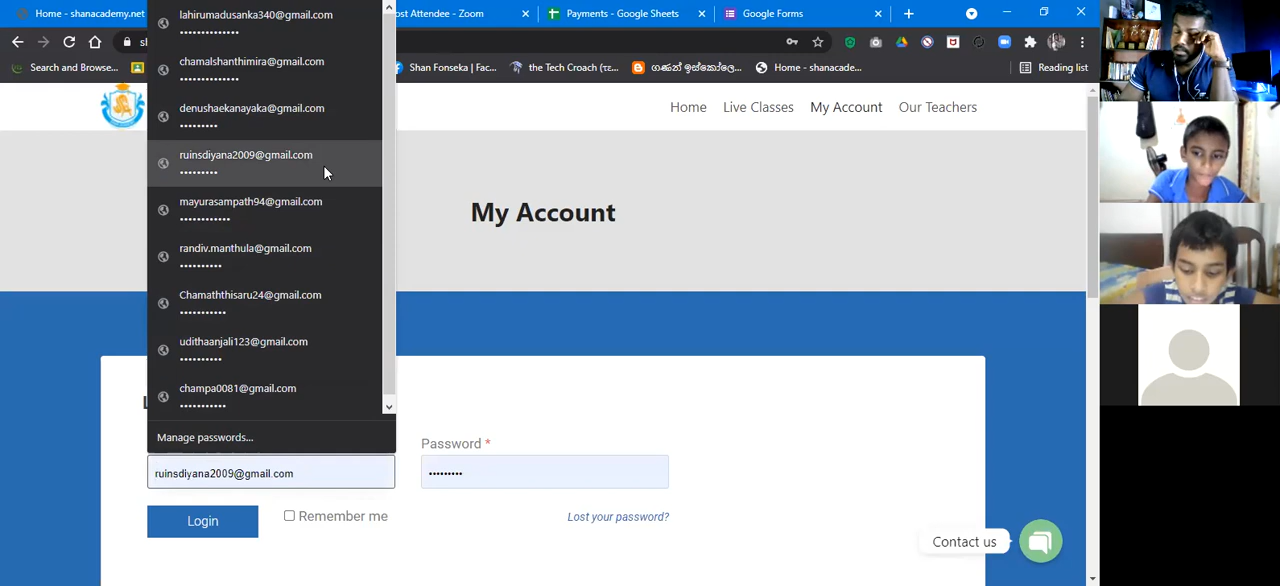 Home - shanacademy.net
ost Attendee - Zoom
Payments - Google Sheets
Google Forms
Search and Browse...
Shan Fonseka | Fac...
the Tech Croach (
ගණන් ඉස්කෝලෙ...
Home - shanacade...
Reading list
Home
Live Classes
My Account
Our Teachers
lahirumadusanka340@gmail.com
chamalshanthimira@gmail.com
denushaekanayaka@gmail.com
ruinsdiyana2009@gmail.com
mayurasampath94@gmail.com
randiv.manthula@gmail.com
Chamaththisaru24@gmail.com
udithaanjali123@gmail.com
champa0081@gmail.com
Manage passwords...
My Account
Password *
ruinsdiyana2009@gmail.com
Login
Remember me
Lost your password?
Contact us